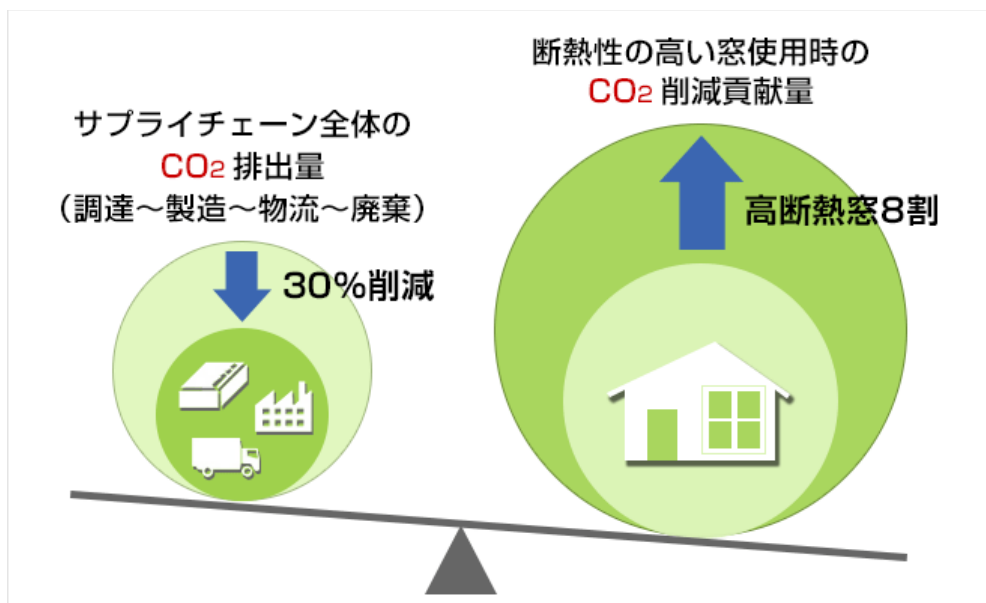 サプライチェーン全体の
CO2 排出量
（調達～製造～物流～廃棄）
30%削減
断熱性の高い窓使用時の
CO2 削減貢献量
高断熱窓8割